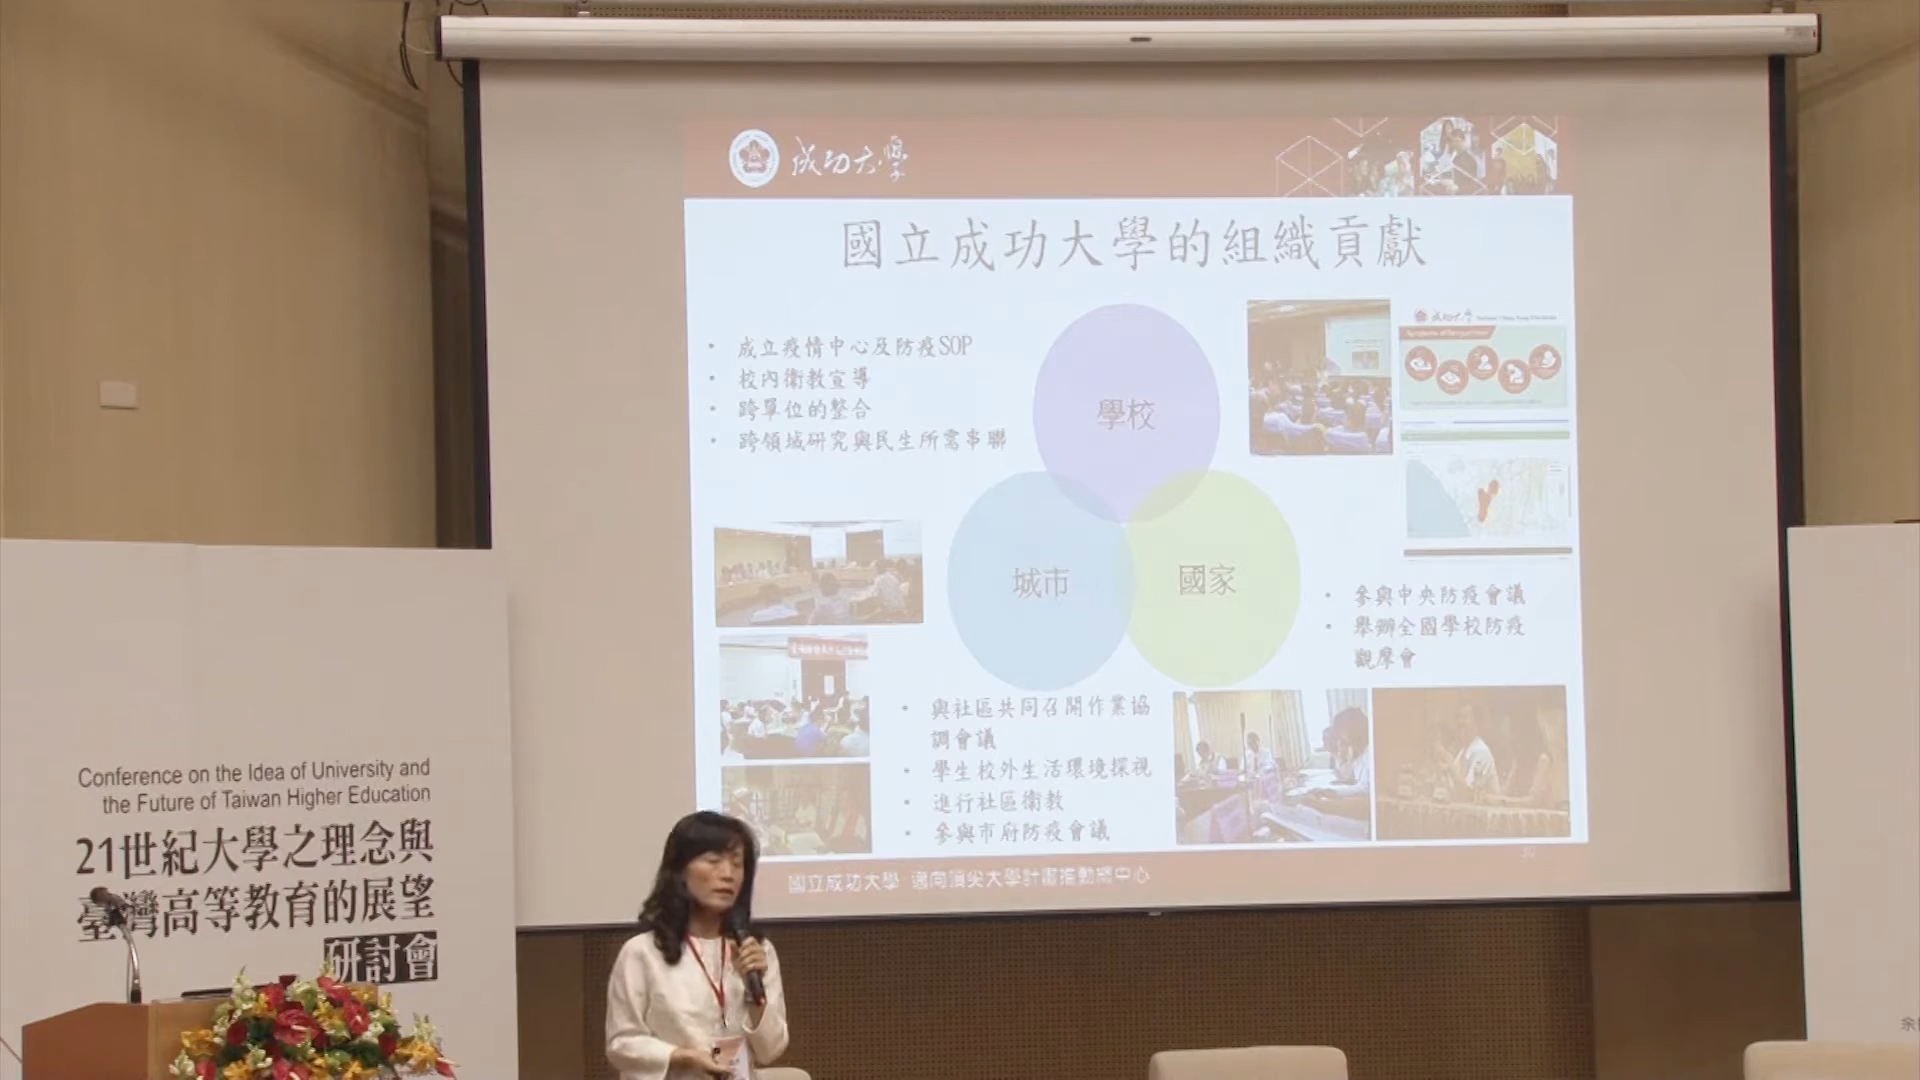 成功大學
國立成功大學的組織貢獻
• 成立疫情中心及防疫SOP
• 校內衛教宣導
• 跨單位的整合
• 跨領域研究與民生所需串聯
學校
城市
國家
• 參與中央防疫會議
• 舉辦全國學校防疫
觀摩會
• 與社區共同召開作業協
調會議
• 學生校外生活環境探視
• 進行社區衛教
• 參與市府防疫會議
國立成功大學 邁向頂尖大學計畫推動總中心
成功大學
Conference on the Idea of University and
the Future of Taiwan Higher Education
21世紀大學之理念與
臺灣高等教育的展望
研討會